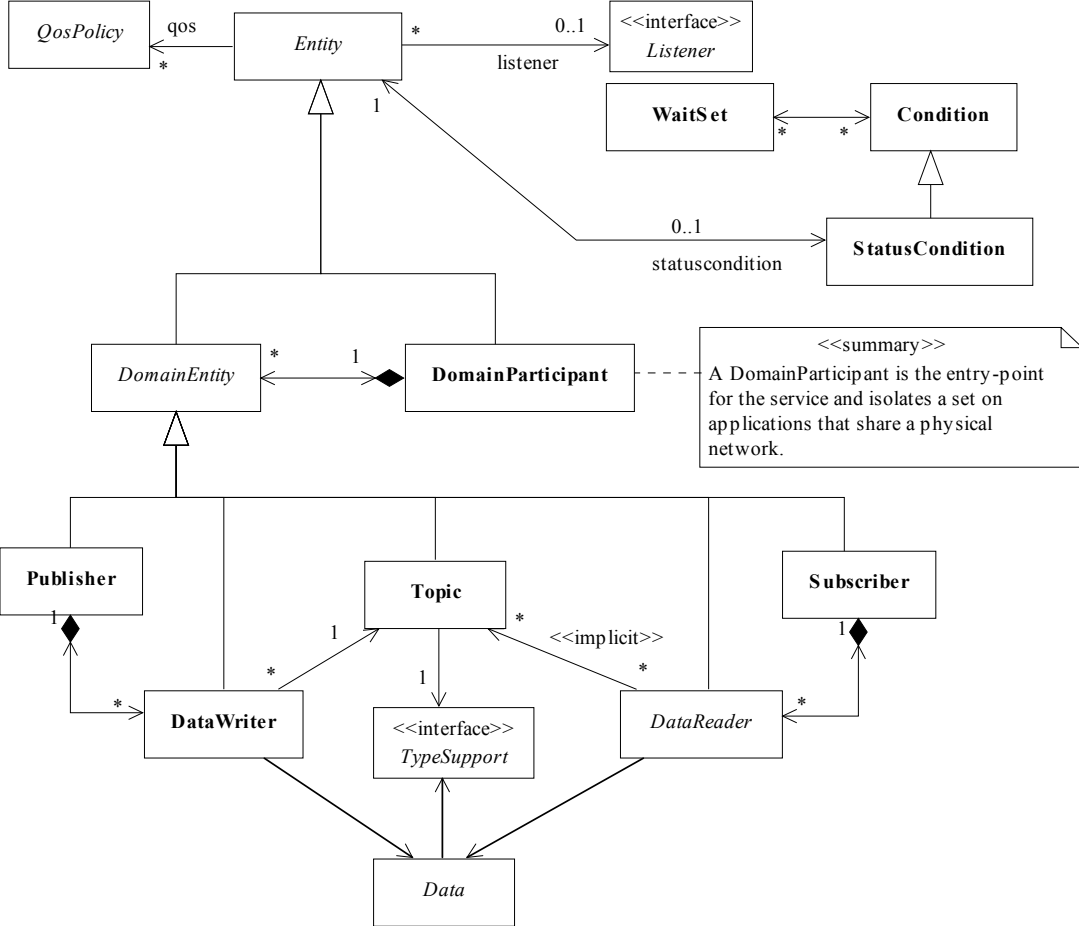 QosPolicy
qos
*
Entity
*
0..1
listener
<<interface>>
Listener
1
WaitSet
*
*
Condition
0..1
statuscondition
StatusCondition
DomainEntity
*
1
DomainParticipant
<<summary>>
A DomainParticipant is the entry-point
for the service and isolates a set on
applications that share a physical
network.
Publisher
1
*
DataWriter
*
1
Topic
*
<<implicit>>
*
1
<<interface>>
TypeSupport
DataReader
Subscriber
1
*
Data